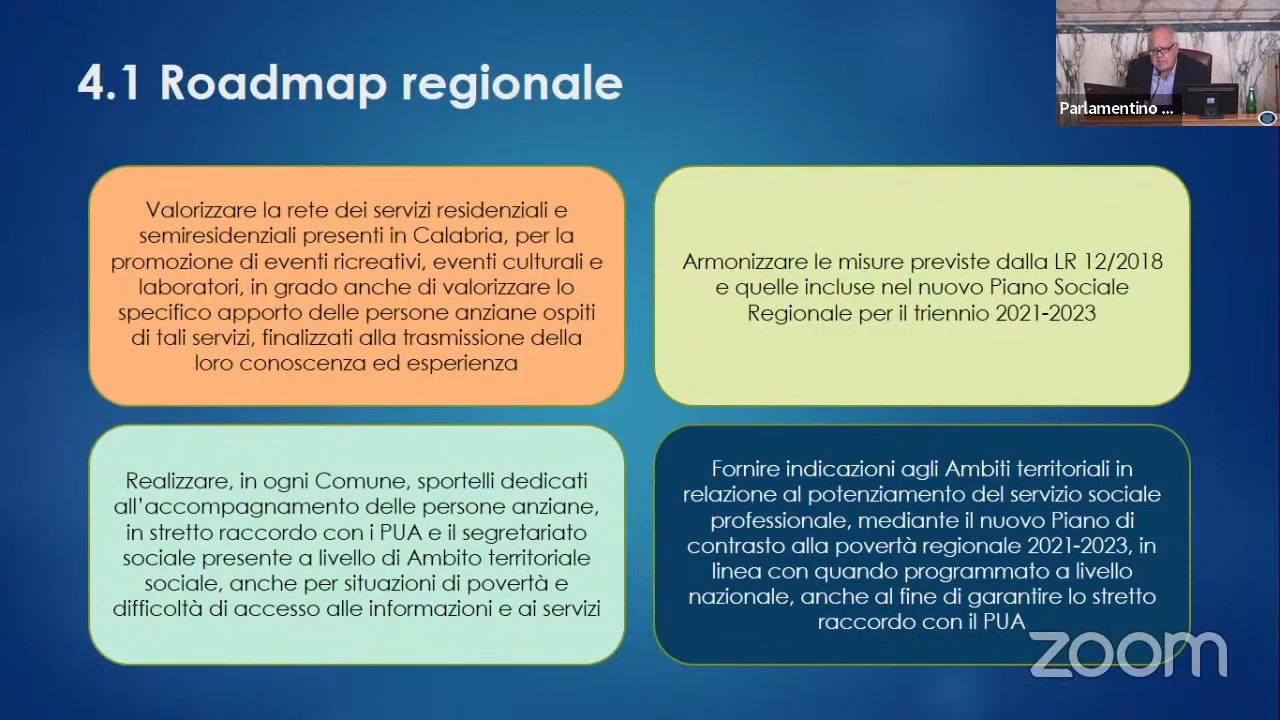 4.1 Roadmap regionale
Parlamentino ...
Valorizzare la rete dei servizi residenziali e
semiresidenziali presenti in Calabria, per la
promozione di eventi ricreativi, eventi culturali e
laboratori, in grado anche di valorizzare lo
specifico apporto delle persone anziane ospiti
di tali servizi, finalizzati alla trasmissione della
loro conoscenza ed esperienza
Armonizzare le misure previste dalla LR 12/2018
e quelle incluse nel nuovo Piano Sociale
Regionale per il triennio 2021-2023
Realizzare, in ogni Comune, sportelli dedicati
all'accompagnamento delle persone anziane,
in stretto raccordo con i PUA e il segretariato
sociale presente a livello di Ambito territoriale
sociale, anche per situazioni di povertà e
difficoltà di accesso alle informazioni e ai servizi
Fornire indicazioni agli Ambiti territoriali in
relazione al potenziamento del servizio sociale
professionale, mediante il nuovo Piano di
contrasto alla povertà regionale 2021-2023, in
linea con quando programmato a livello
nazionale, anche al fine di garantire lo stretto
raccordo con il PUA
zoom